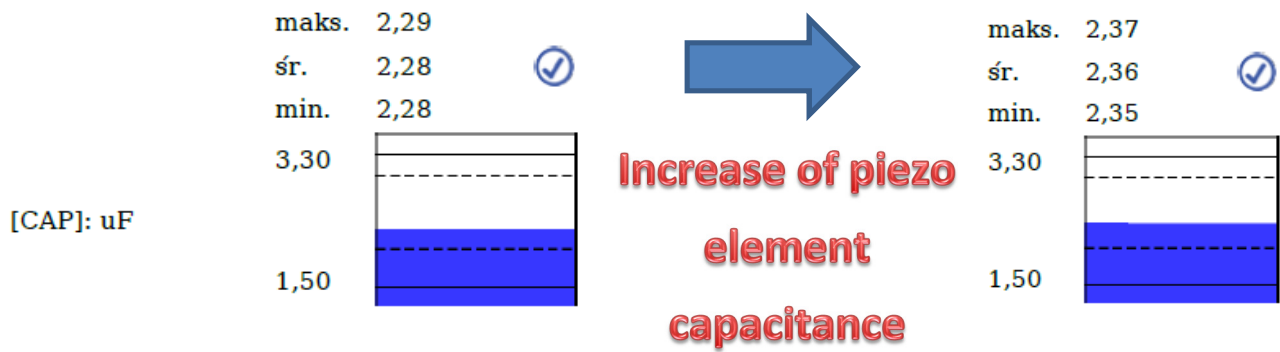 maks. 2,29
śr. 2,28
min. 2,28
3,30
[CAP]: uF
1,50
Increase of piezo
element
capacitance
maks. 2,37
śr. 2,36
min. 2,35
3,30
1,50